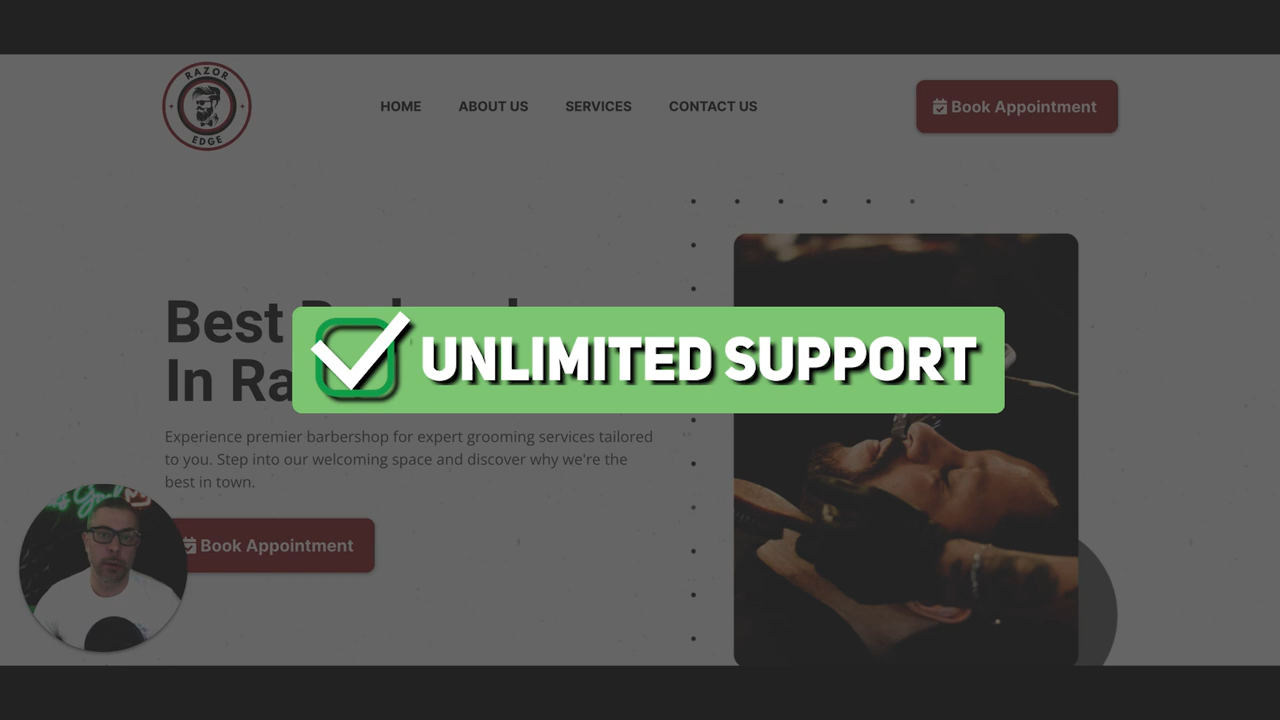 RAZOR
EDGE
HOME
ABOUT US
SERVICES
CONTACT US
Book Appointment
Best
In Ra
UNLIMITED SUPPORT
Experience premier barbershop for expert grooming services tailored
to you. Step into our welcoming space and discover why we're the
best in town.
Book Appointment